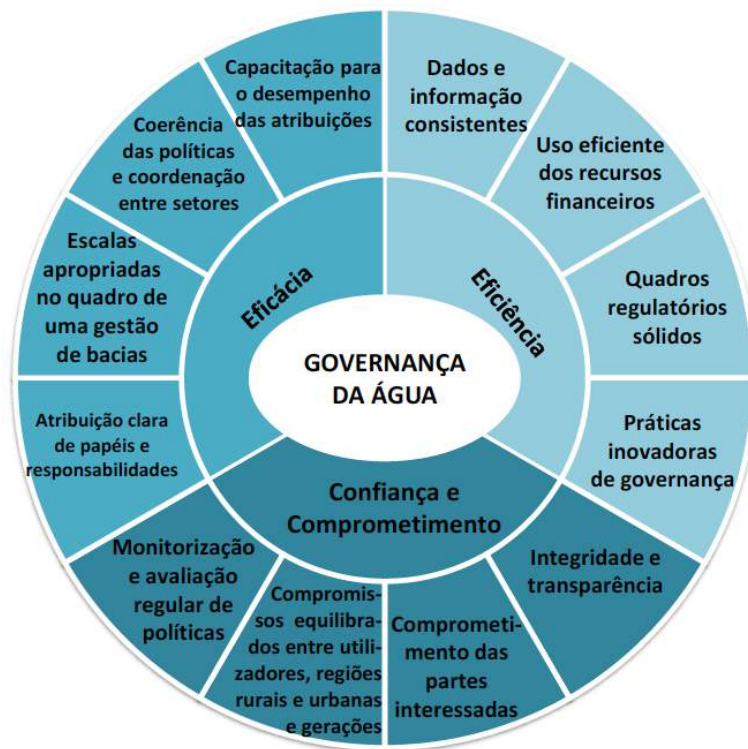 GOVERNANÇA
DA ÁGUA
Eficácia
Eficiência
Confiança e
Comprometimento
Capacitação para
o desempenho
das atribuições
Dados e
informação
consistentes
Uso eficiente
dos recursos
financeiros
Quadros
regulatórios
sólidos
Práticas
inovadoras
de governança
Integridade e
transparência
Comprometi-
mento das
partes
interessadas
Compromis-
sos equilibra-
dos entre utili-
zadores, regiões
rurais e urbanas
e gerações
Monitorização
e avaliação
regular de
políticas
Atribuição clara
de papéis e
responsabilidades
Escalas
apropriadas
no quadro de
uma gestão
de bacias
Coerência
das políticas
e coordenação
entre setores